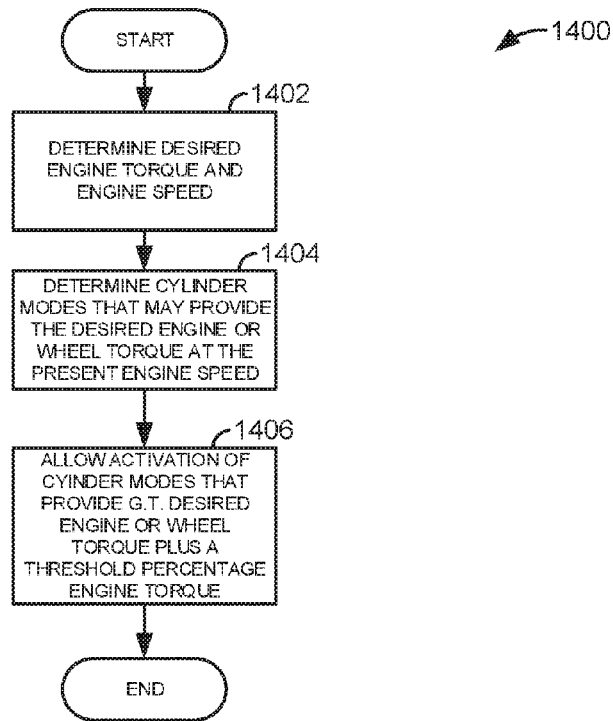 START
1400
1402
DETERMINE DESIRED
ENGINE TORQUE AND
ENGINE SPEED
1404
DETERMINE CYLINDER
MODES THAT MAY PROVIDE
THE DESIRED ENGINE OR
WHEEL TORQUE AT THE
PRESENT ENGINE SPEED
1406
ALLOW ACTIVATION OF
CYINDER MODES THAT
PROVIDE G.T. DESIRED
ENGINE OR WHEEL
TORQUE PLUS A
THRESHOLD PERCENTAGE
ENGINE TORQUE
END